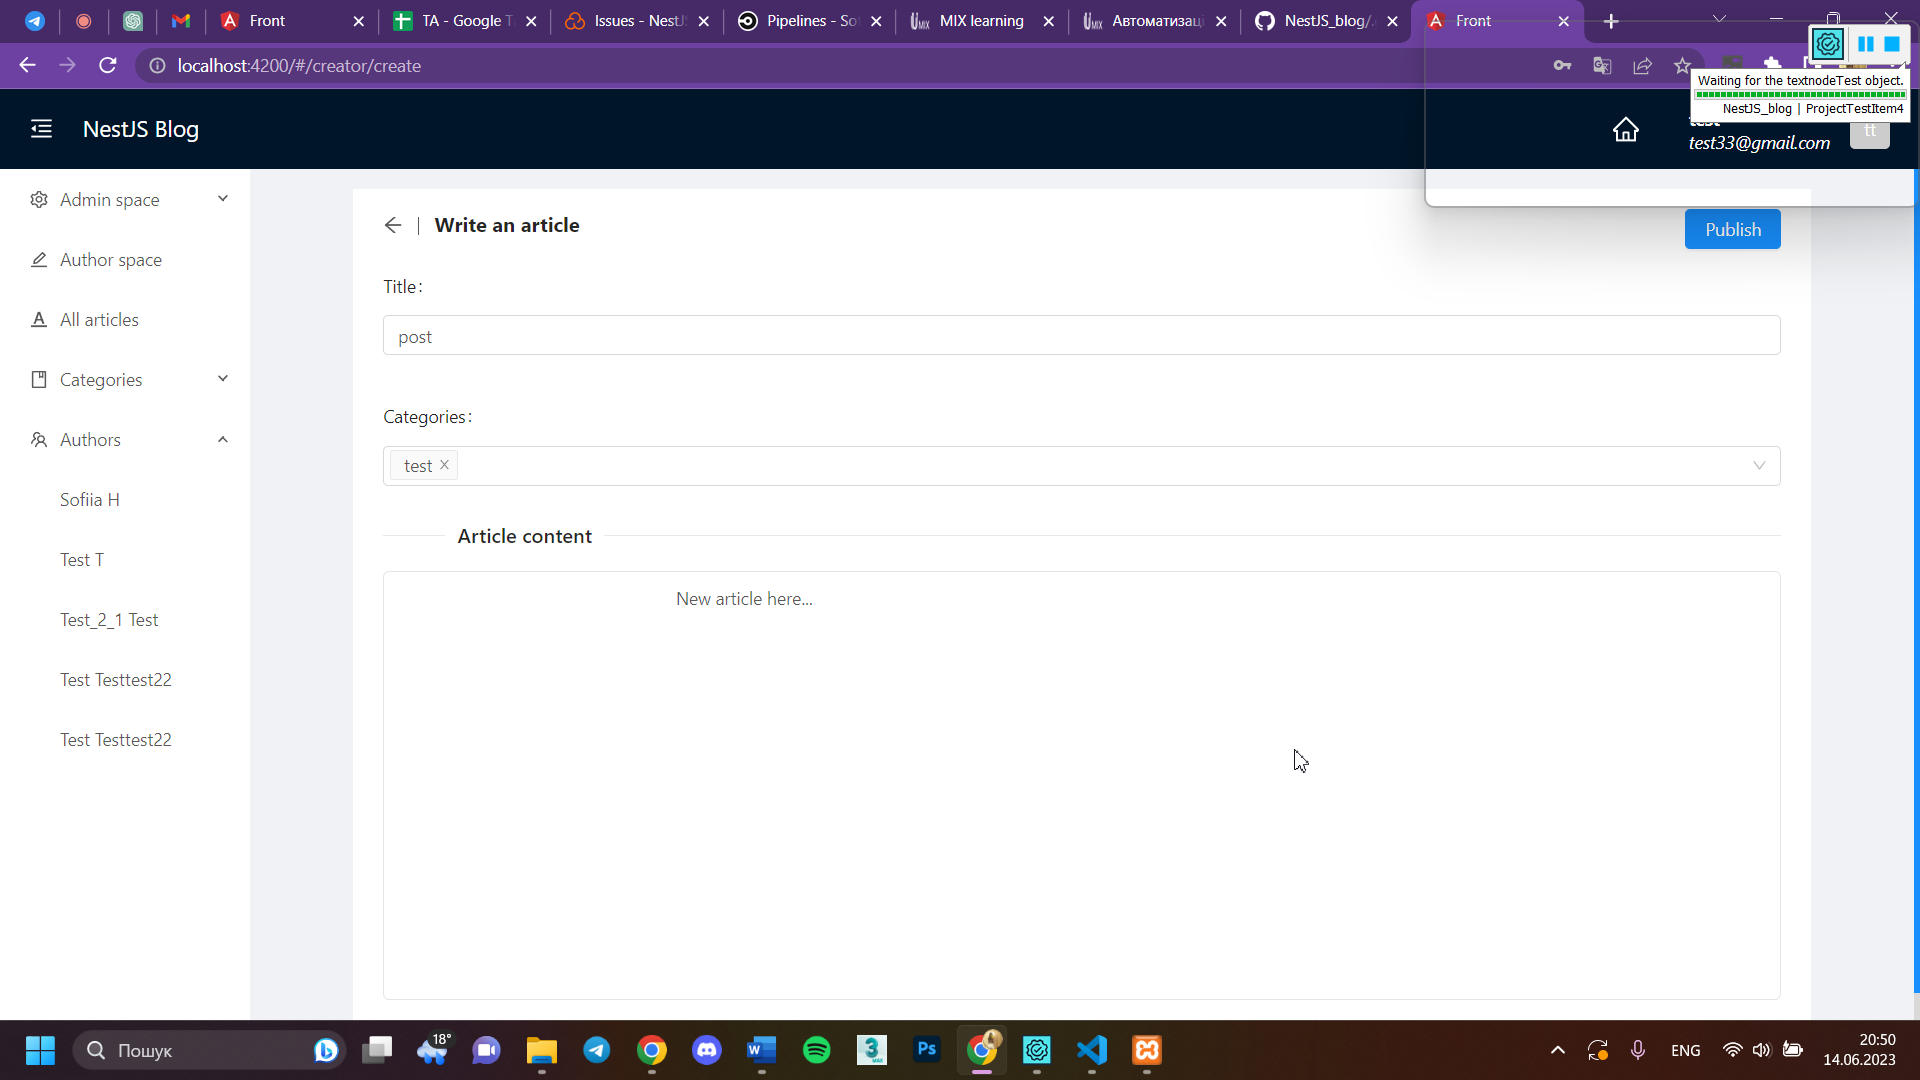 Front
TA - Google T
Issues - NestJS
Pipelines - So
MIX learning
Автоматизаці
NestJS_blog/.
Front
localhost:4200/#/creator/create
Waiting for the textnodeTest object.
NestJS_blog | ProjectTestItem4
NestJS Blog
test
test33@gmail.com
tt
Admin space
Author space
All articles
Categories
Authors
Sofiia H
Test T
Test_2_1 Test
Test Testtest22
Test Testtest22
Write an article
Publish
Title:
post
Categories:
test
Article content
New article here...
Пошук
18°
ENG
20:50
14.06.2023